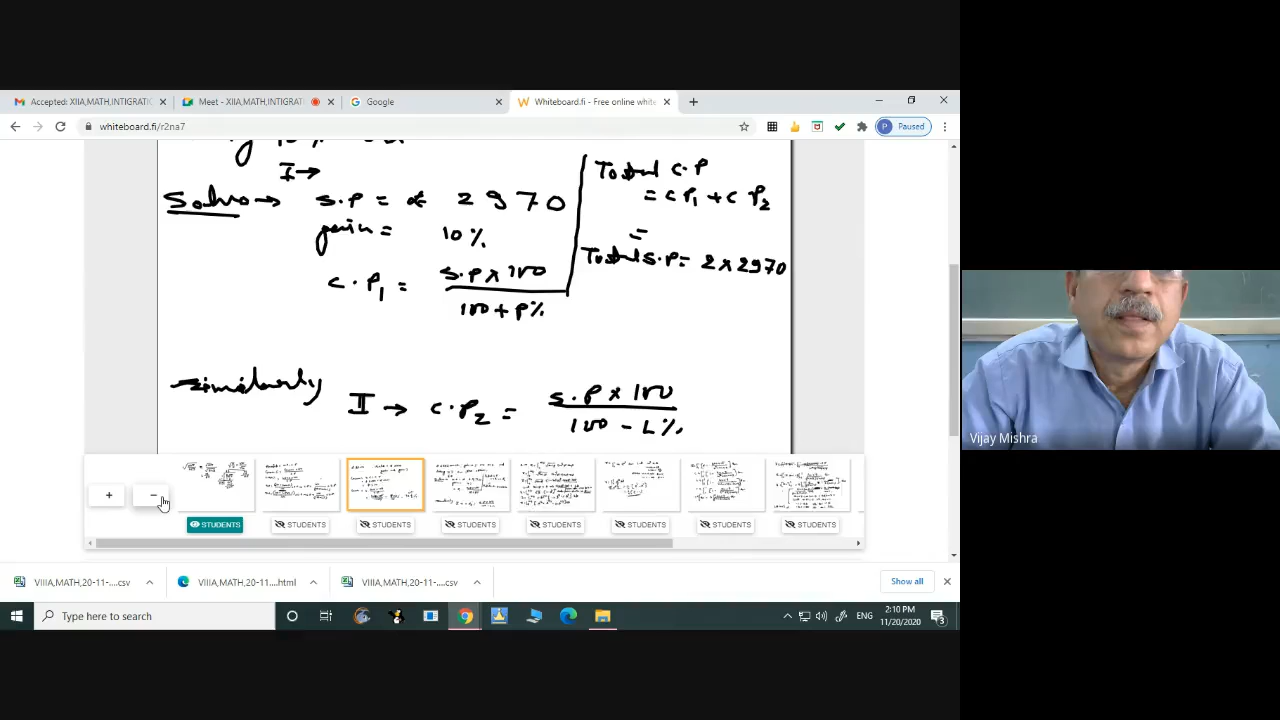 Accepted: XIIA,MATH,INTIGRATI
Meet - XIIA,MATH,INTIGRATI
Google
Whiteboard.fi - Free online white
whiteboard.fi/r2na7
Paused
I →
Solve → S.P = 2970
gain = 10%
C.P1 = S.P x 100
100 + P%
Total C.P
= C P1 + C P2
=
Total S.P = 2 x 2970
Similarly
II → C.P2 = S.P x 100
100 - L%
Vijay Mishra
+
-
STUDENTS
STUDENTS
STUDENTS
STUDENTS
STUDENTS
STUDENTS
STUDENTS
STUDENTS
VIIIA,MATH,20-11-....csv
VIIIA,MATH,20-11-....html
VIIIA,MATH,20-11-....csv
Show all
Type here to search
ENG
2:10 PM
11/20/2020
3